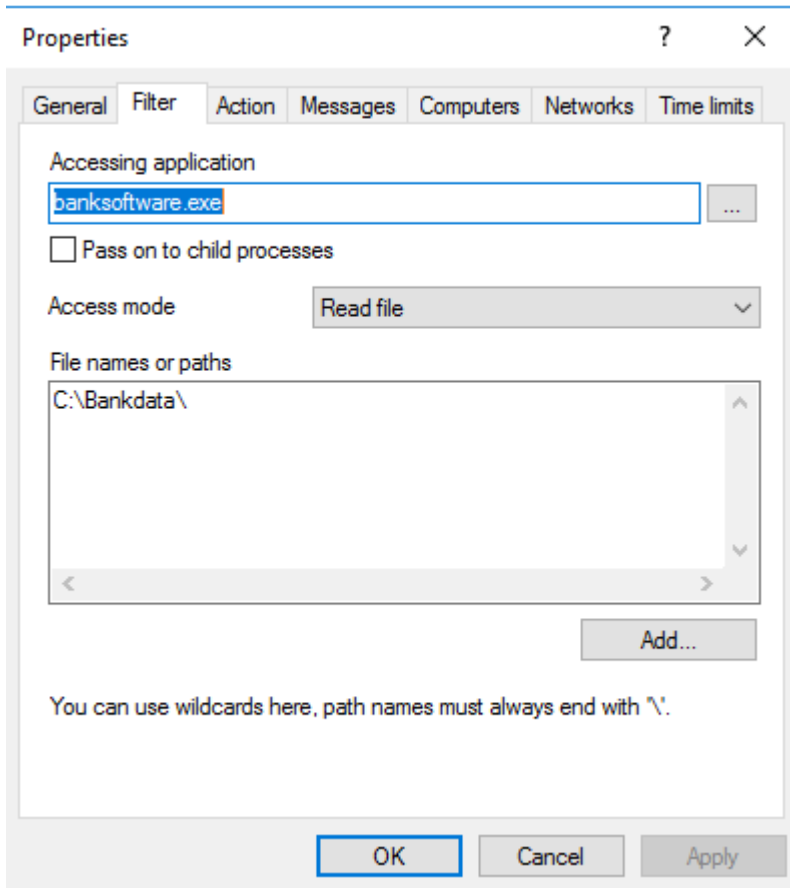 Properties
General Filter Action Messages Computers Networks Time limits
Accessing application
banksoftware.exe
...
Pass on to child processes
Access mode Read file
File names or paths
C:\Bankdata\
Add...
You can use wildcards here, path names must always end with '\'.
OK Cancel Apply